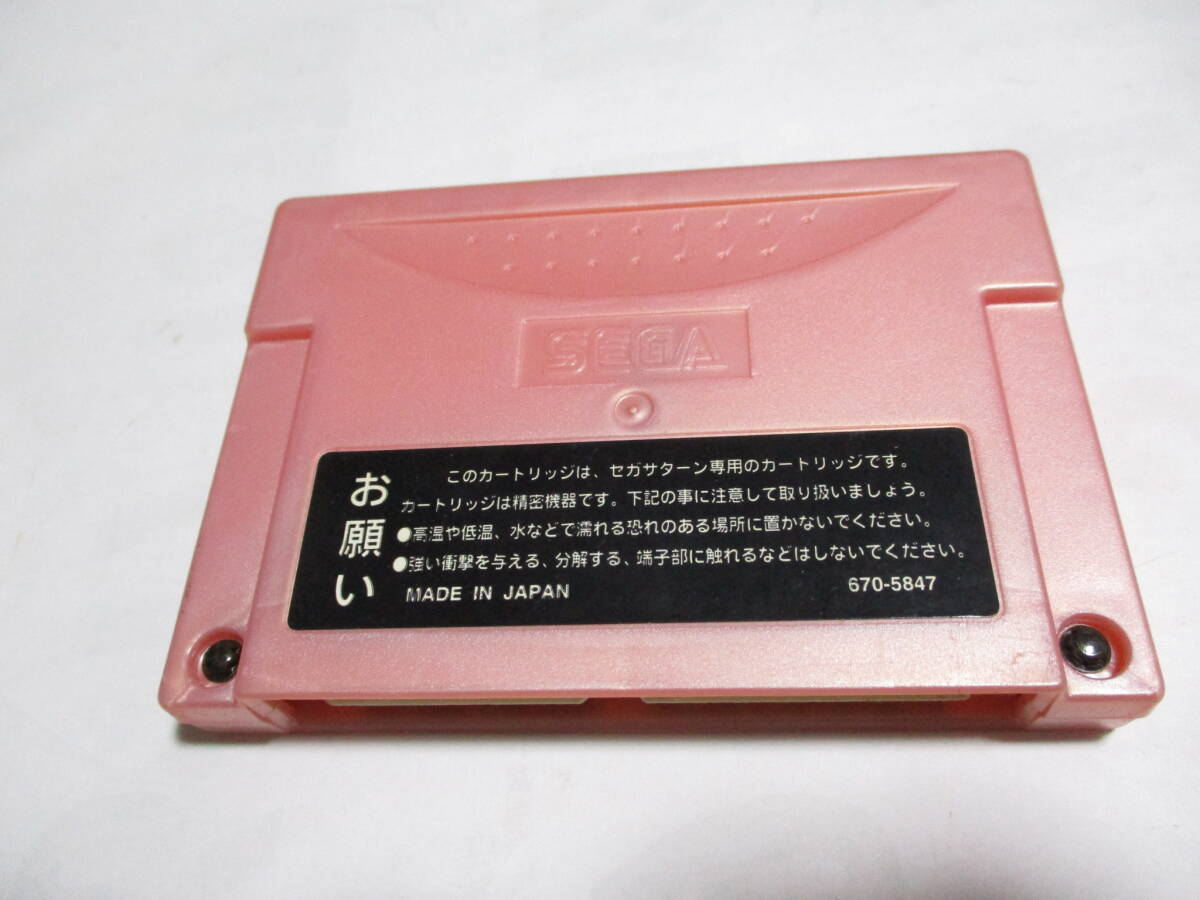 SEGA
お願い
このカートリッジは、セガサターン専用のカートリッジです。
カートリッジは精密機器です。下記の事に注意して取り扱いましょう。
●高温や低温、水などで濡れる恐れのある場所に置かないでください。
●強い衝撃を与える、分解する、端子部に触れるなどはしないでください。
MADE IN JAPAN 670-5847